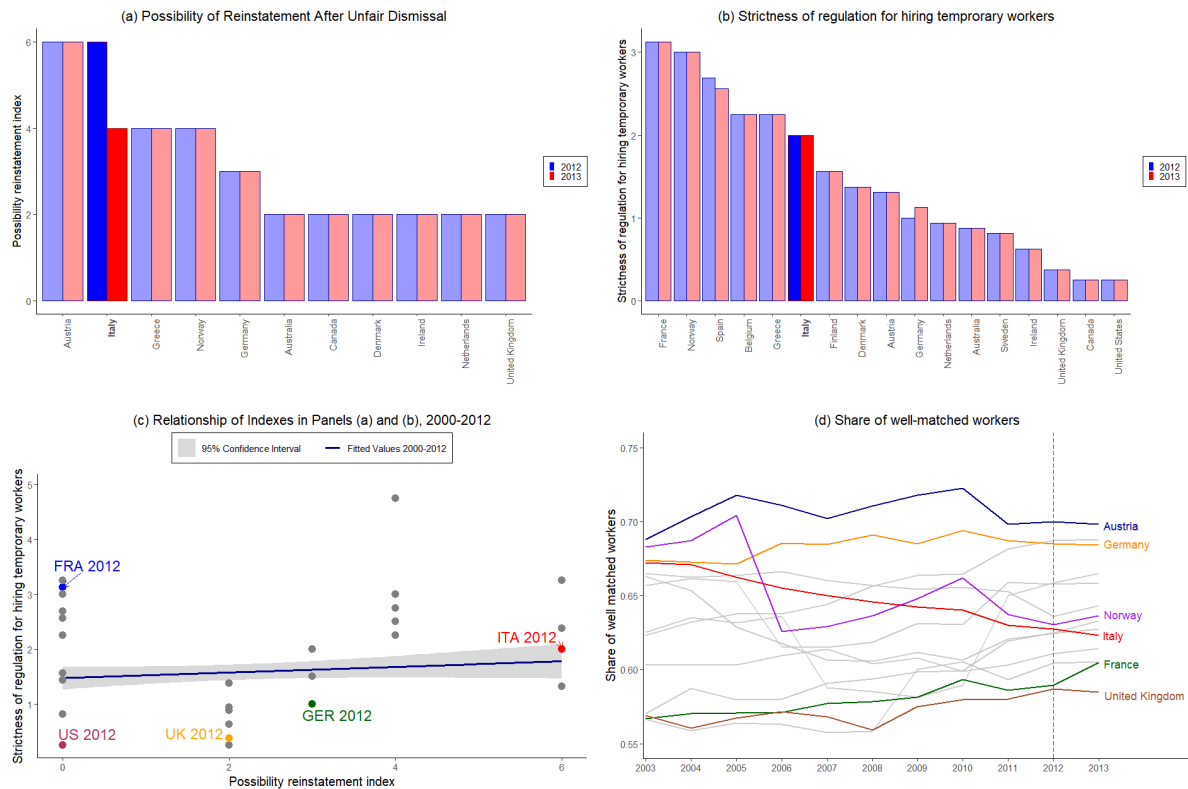 (a) Possibility of Reinstatement After Unfair Dismissal
Possibility reinstatement index
6
4
2
0
Austria
Italy
Greece
Norway
Germany
Australia
Canada
Denmark
Ireland
Netherlands
United Kingdom
2012
2013
(b) Strictness of regulation for hiring temprorary workers
Strictness of regulation for hiring temprorary workers
3
2
1
0
France
Norway
Spain
Belgium
Greece
Italy
Finland
Denmark
Austria
Germany
Netherlands
Australia
Sweden
Ireland
United Kingdom
Canada
United States
2012
2013
(c) Relationship of Indexes in Panels (a) and (b), 2000-2012
95% Confidence Interval
Fitted Values 2000-2012
Strictness of regulation for hiring temprorary workers
5
4
3
2
1
FRA 2012
ITA 2012
GER 2012
US 2012
UK 2012
0
2
4
6
Possibility reinstatement index
(d) Share of well-matched workers
Share of well matched workers
0.75
0.70
0.65
0.60
0.55
Austria
Germany
Norway
Italy
France
United Kingdom
2003
2004
2005
2006
2007
2008
2009
2010
2011
2012
2013